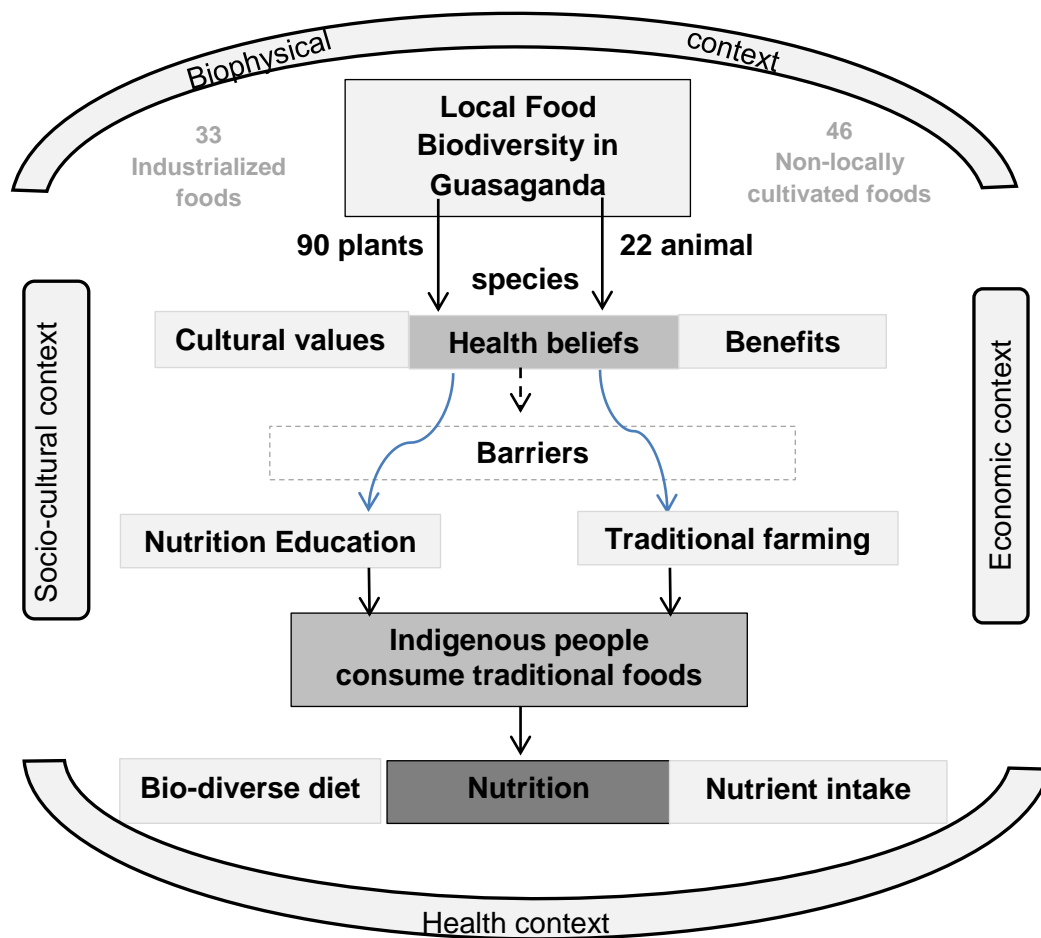 Biophysical context
Local Food
Biodiversity in
Guasaganda
33
Industrialized
foods
46
Non-locally
cultivated foods
90 plants 22 animal
species
Cultural values Health beliefs Benefits
Barriers
Socio-cultural context
Economic context
Nutrition Education Traditional farming
Indigenous people
consume traditional foods
Bio-diverse diet Nutrition Nutrient intake
Health context